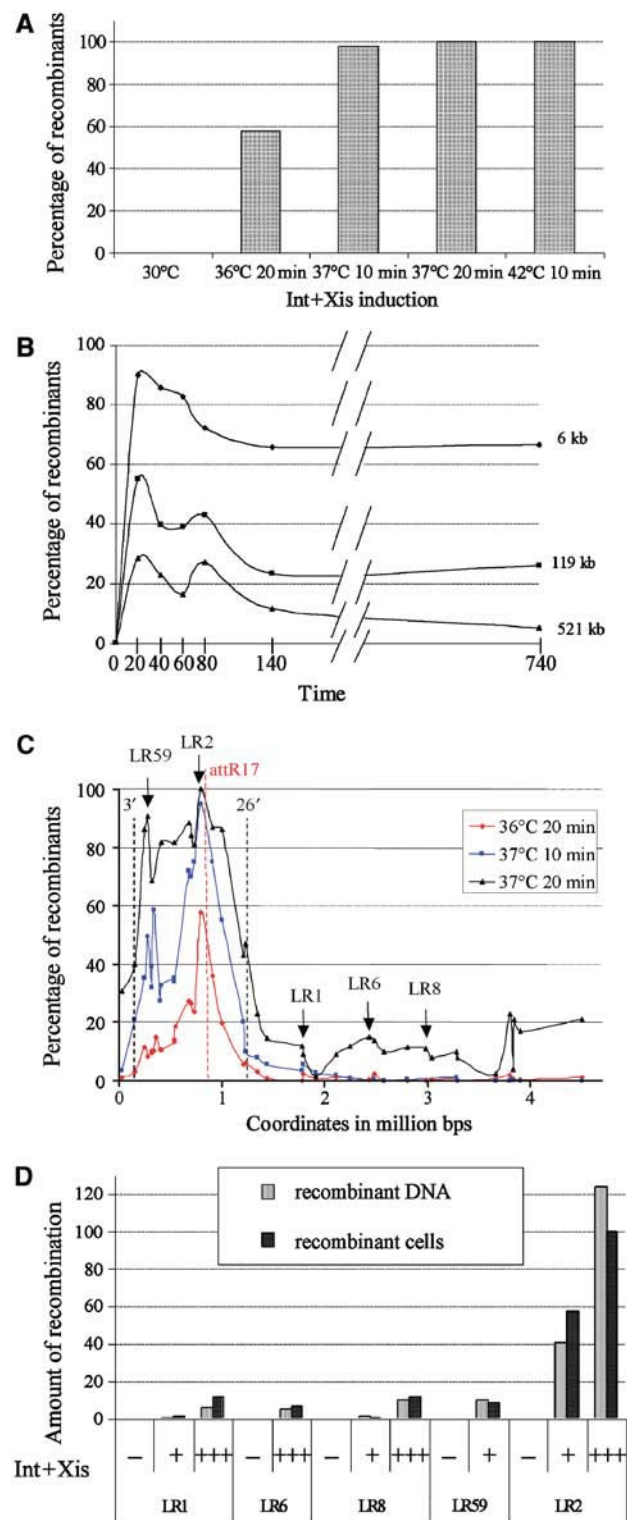 A
Percentage of recombinants
100
80
60
40
20
0
30°C
36°C 20 min
37°C 10 min
37°C 20 min
42°C 10 min
Int+Xis induction
B
Percentage of recombinants
100
80
60
40
20
0
6 kb
119 kb
521 kb
0
20
40
60
80
140
740
Time
C
Percentage of recombinants
LR59
LR2
attR17
3′
26′
100
80
60
40
20
0
36°C 20 min
37°C 10 min
37°C 20 min
LR1
LR6
LR8
0
1
2
3
4
Coordinates in million bps
D
Amount of recombination
120
100
80
60
40
20
0
recombinant DNA
recombinant cells
Int+Xis
− + +++ − +++ − + +++ − + − + +++
LR1 LR6 LR8 LR59 LR2